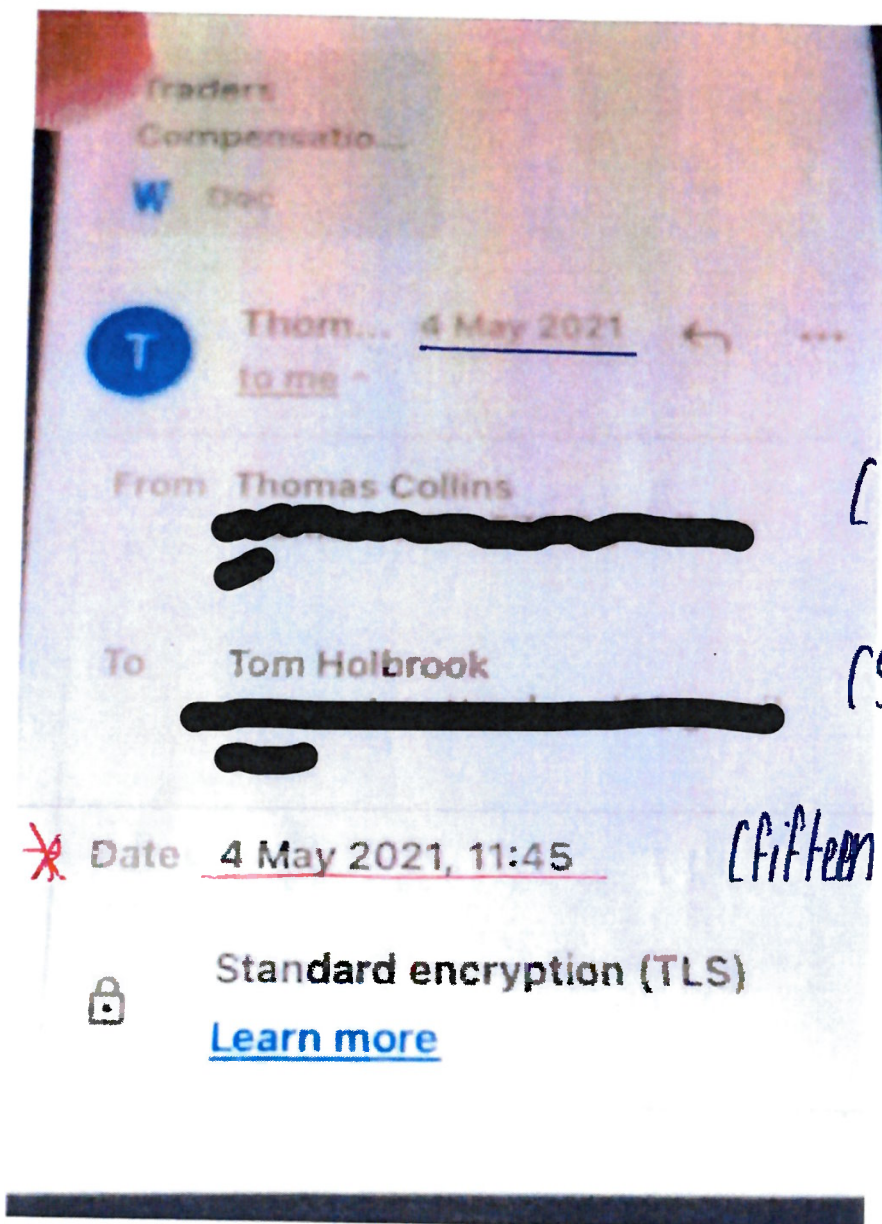 Traders
Compensatio...
W Doc
T
Thom... 4 May 2021
to me
From Thomas Collins
To Tom Holbrook
Date 4 May 2021, 11:45 (fifteen
Standard encryption (TLS)
Learn more